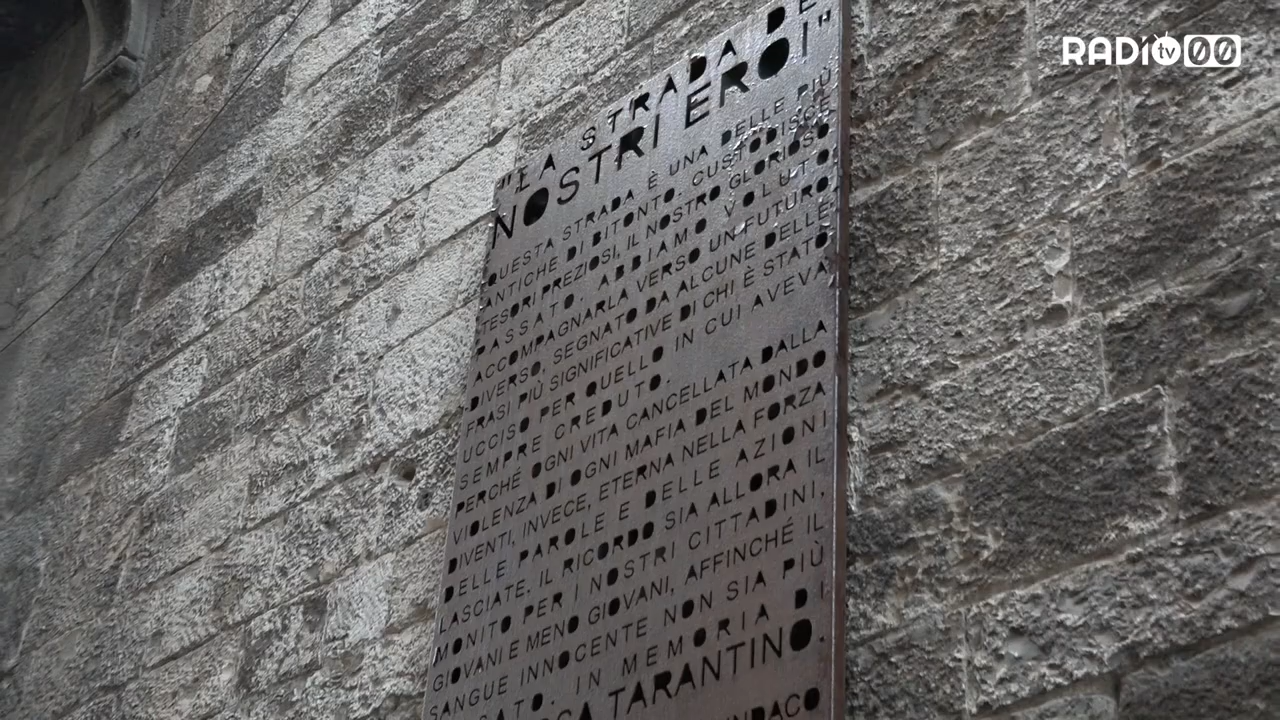 RADIO tv 00
"LA STRADA DE
NOSTRI EROI"
QUESTA STRADA È UNA DELLE PIÙ
ANTICHE DI BITONTO. CUSTODISCE
TESORI PREZIOSI, IL NOSTRO GLORIOSO
PASSATO. ABBIAMO VOLUTO
ACCOMPAGNARLA VERSO UN FUTURO
DIVERSO, SEGNATO DA ALCUNE DELLE
FRASI PIÙ SIGNIFICATIVE DI CHI È STATO
UCCISO PER QUELLO IN CUI AVEVA
SEMPRE CREDUTO.
PERCHÉ OGNI VITA CANCELLATA DALLA
VIOLENZA DI OGNI MAFIA DEL MONDO
DIVENTI, INVECE, ETERNA NELLA FORZA
DELLE PAROLE E DELLE AZIONI
LASCIATE. IL RICORDO SIA ALLORA IL
MONITO PER I NOSTRI CITTADINI,
GIOVANI E MENO GIOVANI, AFFINCHÉ IL
SANGUE INNOCENTE NON SIA PIÙ
SATO. IN MEMORIA DI
TARANTINO.